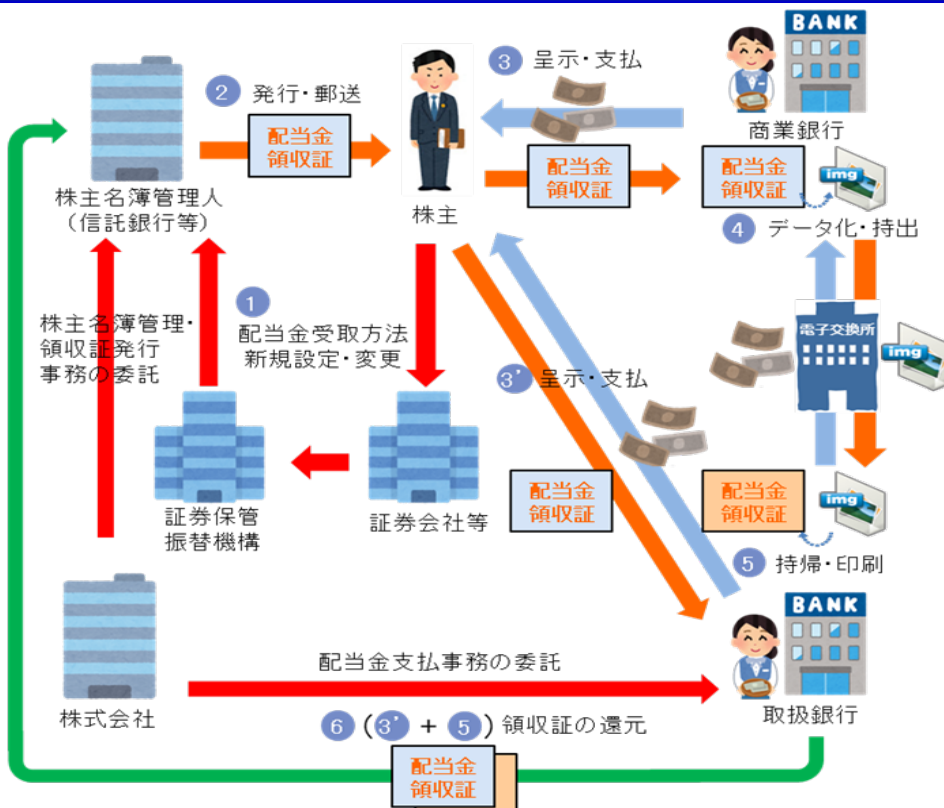 BANK
③ 呈示・支払
② 発行・郵送
配当金
領収証
商業銀行
配当金
領収証
配当金
領収証
img
株主名簿管理人
（信託銀行等）
株主
④ データ化・持出
①
配当金受取方法
新規設定・変更
株主名簿管理・
領収証発行
事務の委託
電子交換所
img
③’ 呈示・支払
配当金
領収証
配当金
領収証
img
証券保管
振替機構
証券会社等
⑤ 持帰・印刷
BANK
配当金支払事務の委託
株式会社
取扱銀行
⑥ (③’ + ⑤) 領収証の還元
配当金
領収証